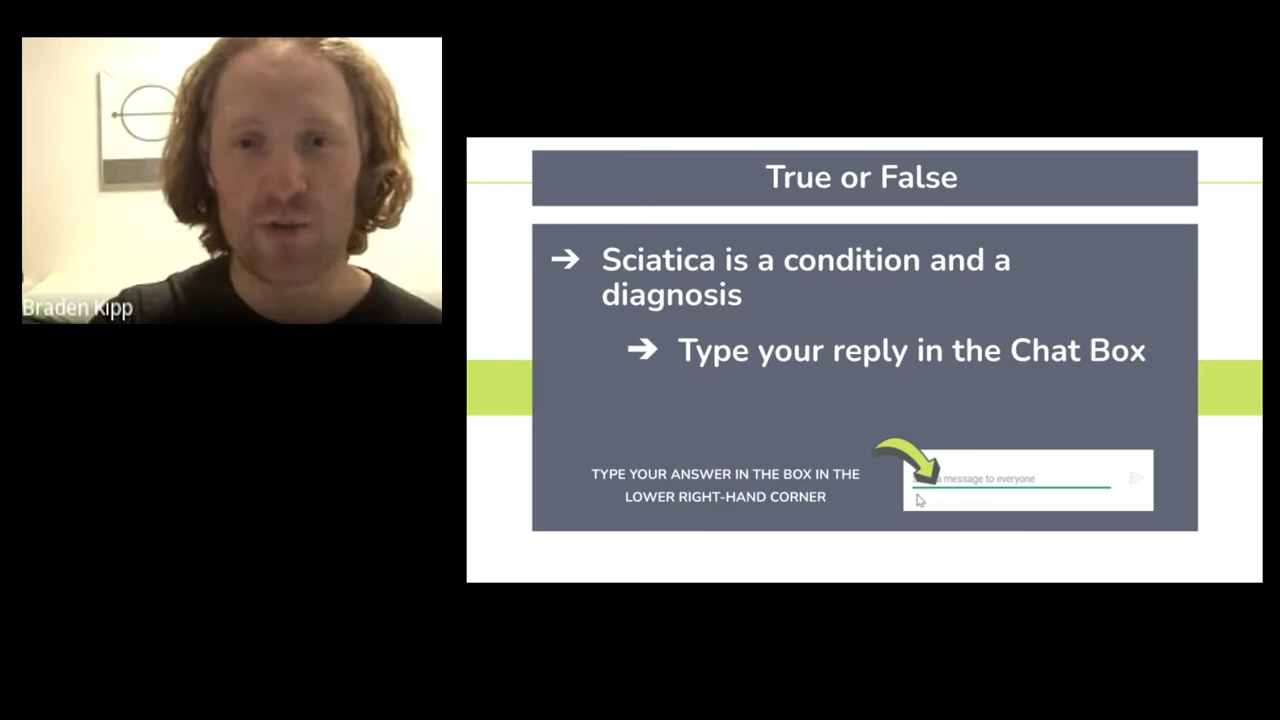 Braden Kipp
True or False
➔ Sciatica is a condition and a
diagnosis
➔ Type your reply in the Chat Box
TYPE YOUR ANSWER IN THE BOX IN THE
LOWER RIGHT-HAND CORNER
message to everyone